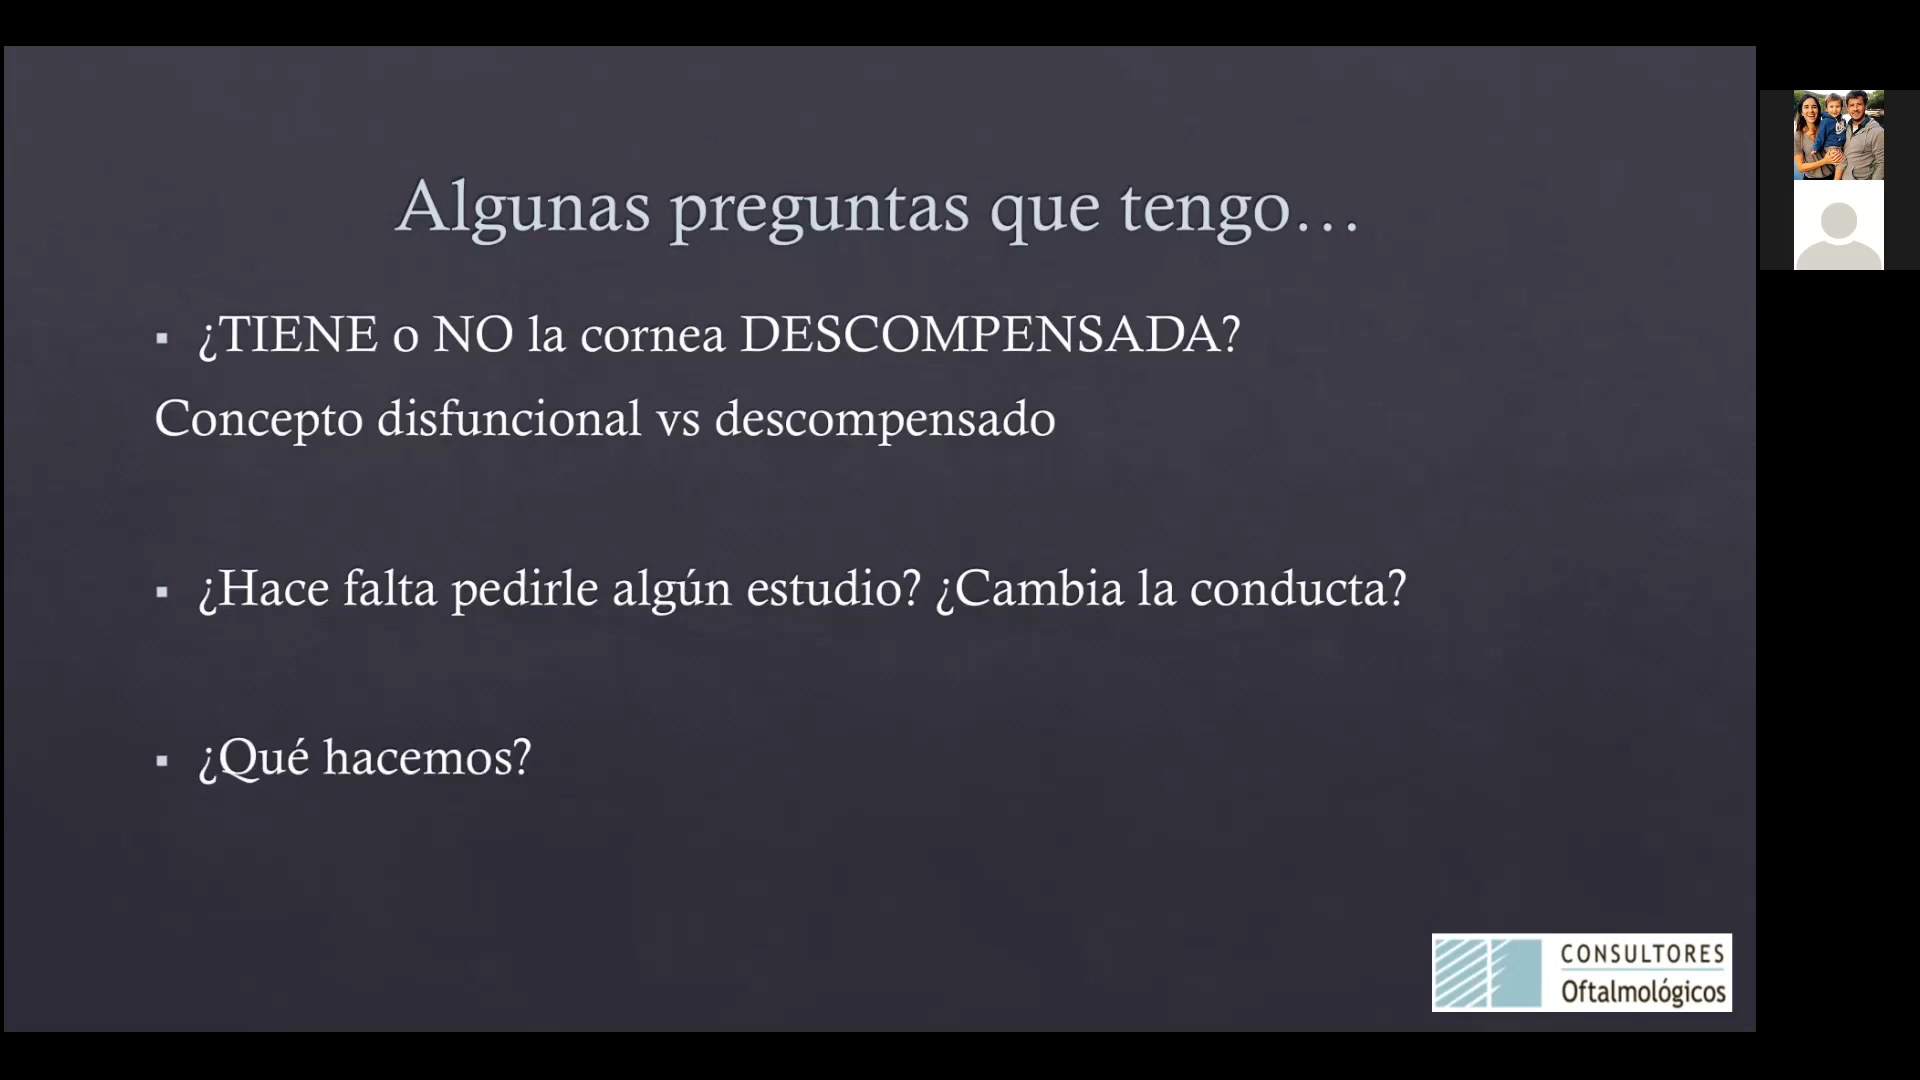 Algunas preguntas que tengo…
▪ ¿TIENE o NO la cornea DESCOMPENSADA?
Concepto disfuncional vs descompensado
▪ ¿Hace falta pedirle algún estudio? ¿Cambia la conducta?
▪ ¿Qué hacemos?
CONSULTORES
Oftalmológicos